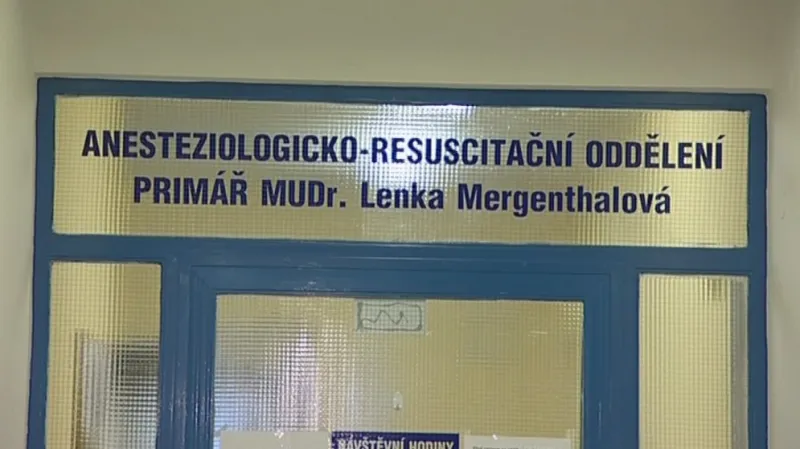 ANESTEZIOLOGICKO-RESUSCITAČNÍ ODDĚLENÍ
PRIMÁŘ MUDr. Lenka Mergenthalová
NÁVŠTĚVNÍ HODINY